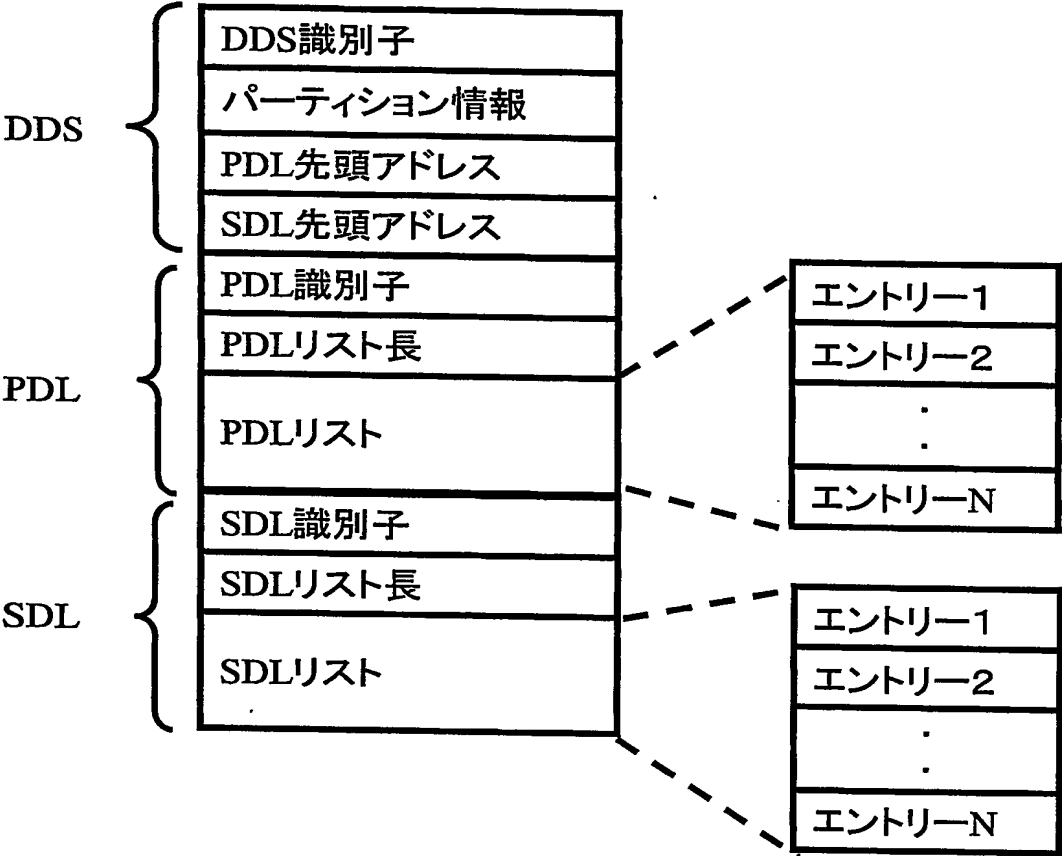 DDS
DDS識別子
パーティション情報
PDL先頭アドレス
SDL先頭アドレス
PDL
PDL識別子
PDLリスト長
PDLリスト
エントリー1
エントリー2
エントリーN
SDL
SDL識別子
SDLリスト長
SDLリスト
エントリー1
エントリー2
エントリーN